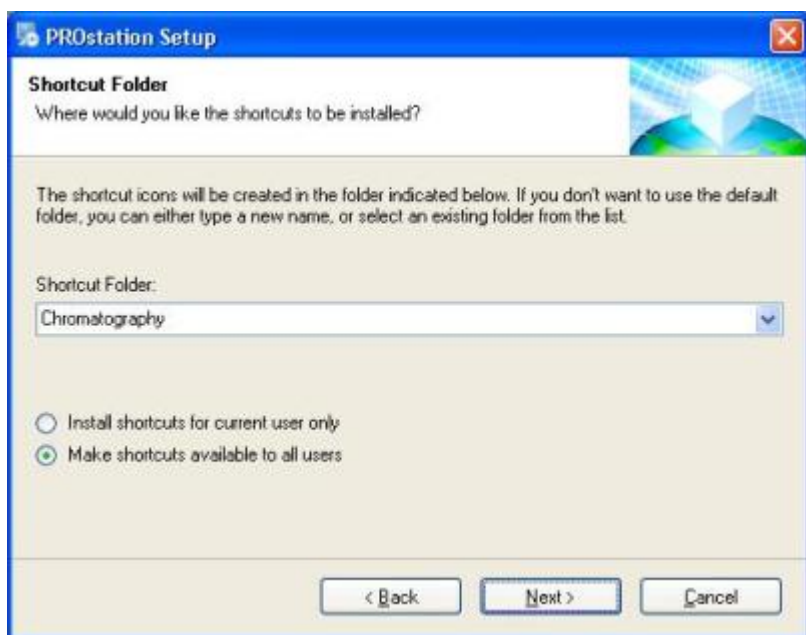 PROstation Setup
Shortcut Folder
Where would you like the shortcuts to be installed?
The shortcut icons will be created in the folder indicated below. If you don't want to use the default
folder, you can either type a new name, or select an existing folder from the list.
Shortcut Folder:
Chromatography
Install shortcuts for current user only
Make shortcuts available to all users
< Back
Next >
Cancel